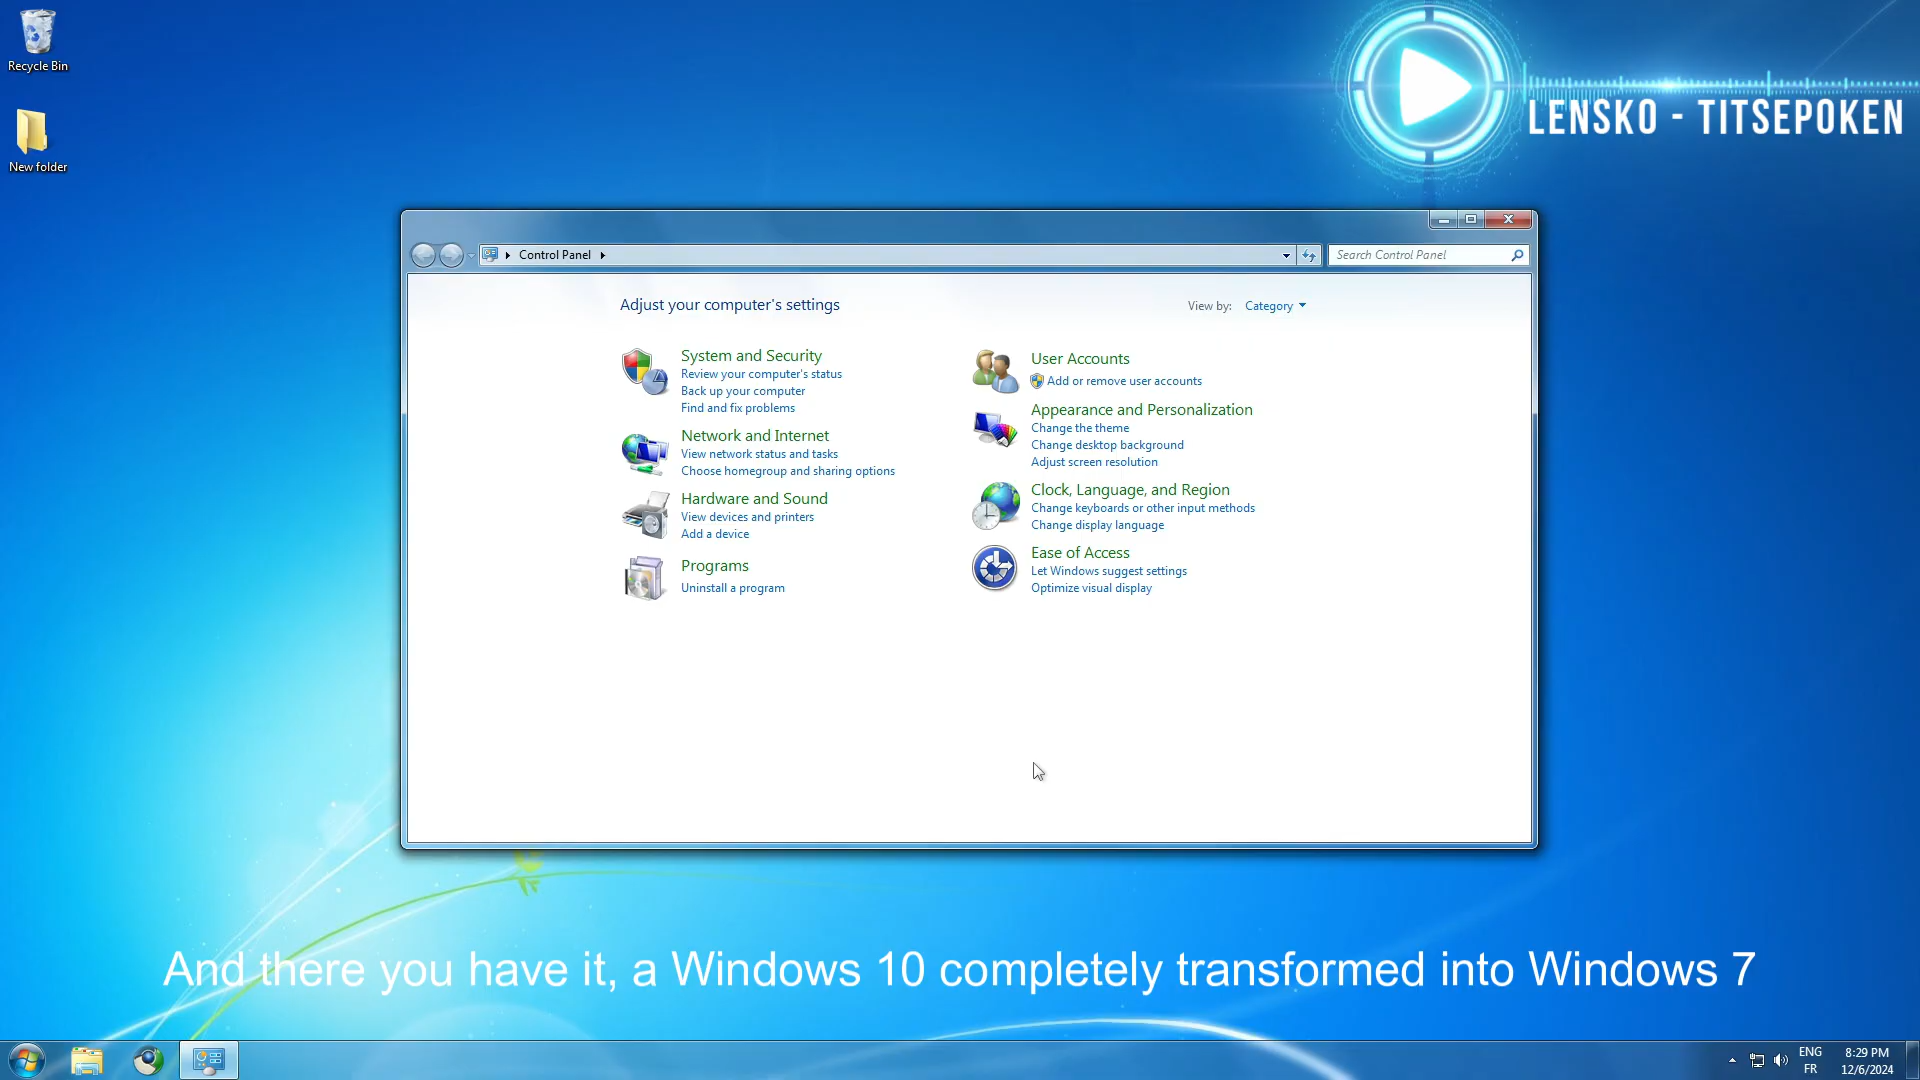 Recycle Bin
New folder
LENSKO - TITSEPOKEN
Control Panel
Search Control Panel
Adjust your computer's settings
View by: Category
System and Security
Review your computer's status
Back up your computer
Find and fix problems
Network and Internet
View network status and tasks
Choose homegroup and sharing options
Hardware and Sound
View devices and printers
Add a device
Programs
Uninstall a program
User Accounts
Add or remove user accounts
Appearance and Personalization
Change the theme
Change desktop background
Adjust screen resolution
Clock, Language, and Region
Change keyboards or other input methods
Change display language
Ease of Access
Let Windows suggest settings
Optimize visual display
And there you have it, a Windows 10 completely transformed into Windows 7
ENG
FR
8:29 PM
12/6/2024